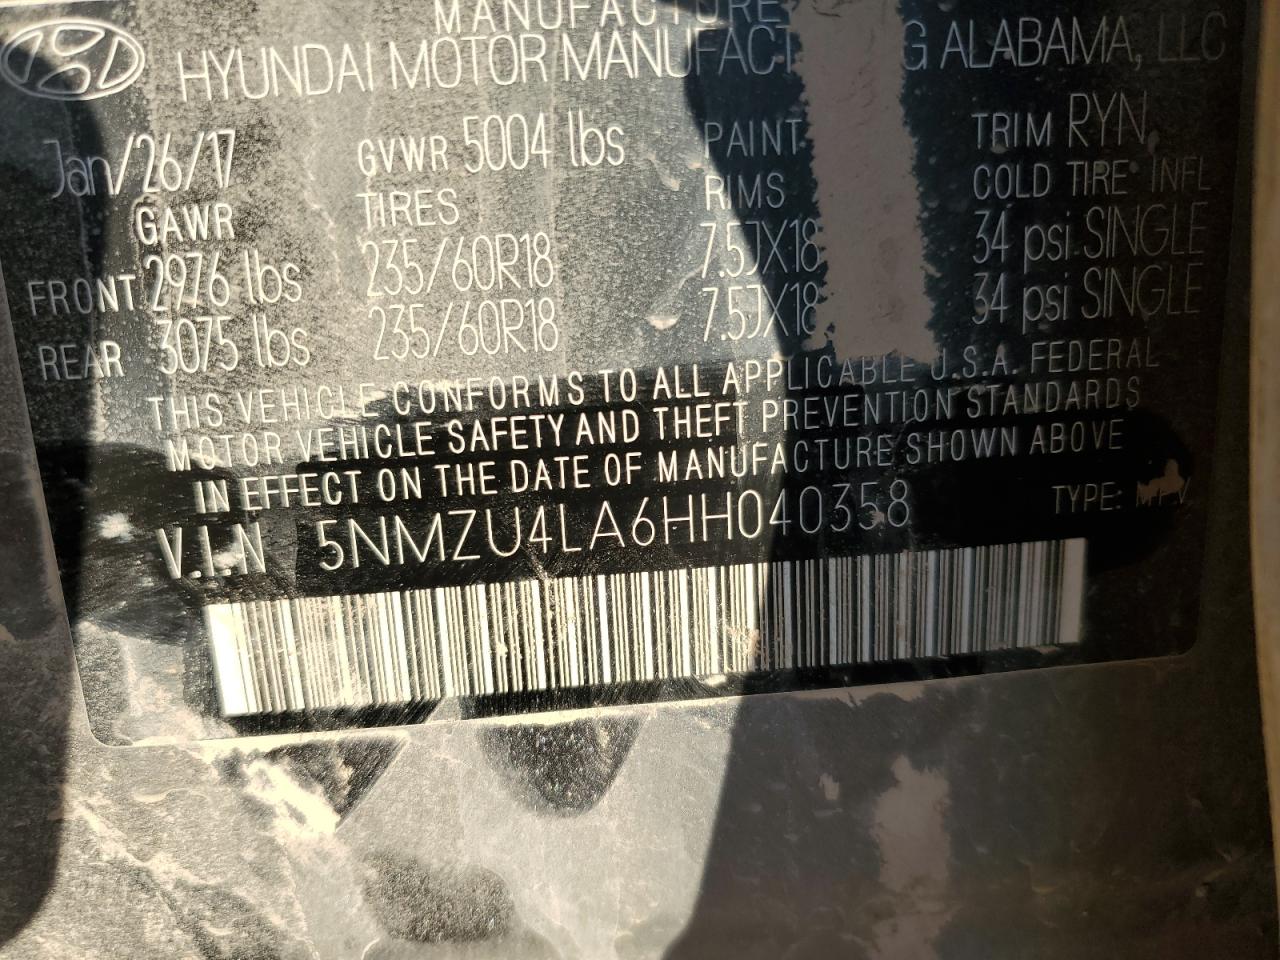 MANUFACTURE
HYUNDAI MOTOR MANUFACT G ALABAMA, LLC
Jan/26/17 GVWR 5004 lbs PAINT TRIM RYN
GAWR TIRES RIMS COLD TIRE INFL
FRONT 2976 lbs 235/60R18 7.5JX18 34 psi SINGLE
REAR 3075 lbs 235/60R18 7.5JX18 34 psi SINGLE
THIS VEHICLE CONFORMS TO ALL APPLICABLE U.S.A. FEDERAL
MOTOR VEHICLE SAFETY AND THEFT PREVENTION STANDARDS
IN EFFECT ON THE DATE OF MANUFACTURE SHOWN ABOVE
V.I.N 5NMZU4LA6HH040358 TYPE: MPV